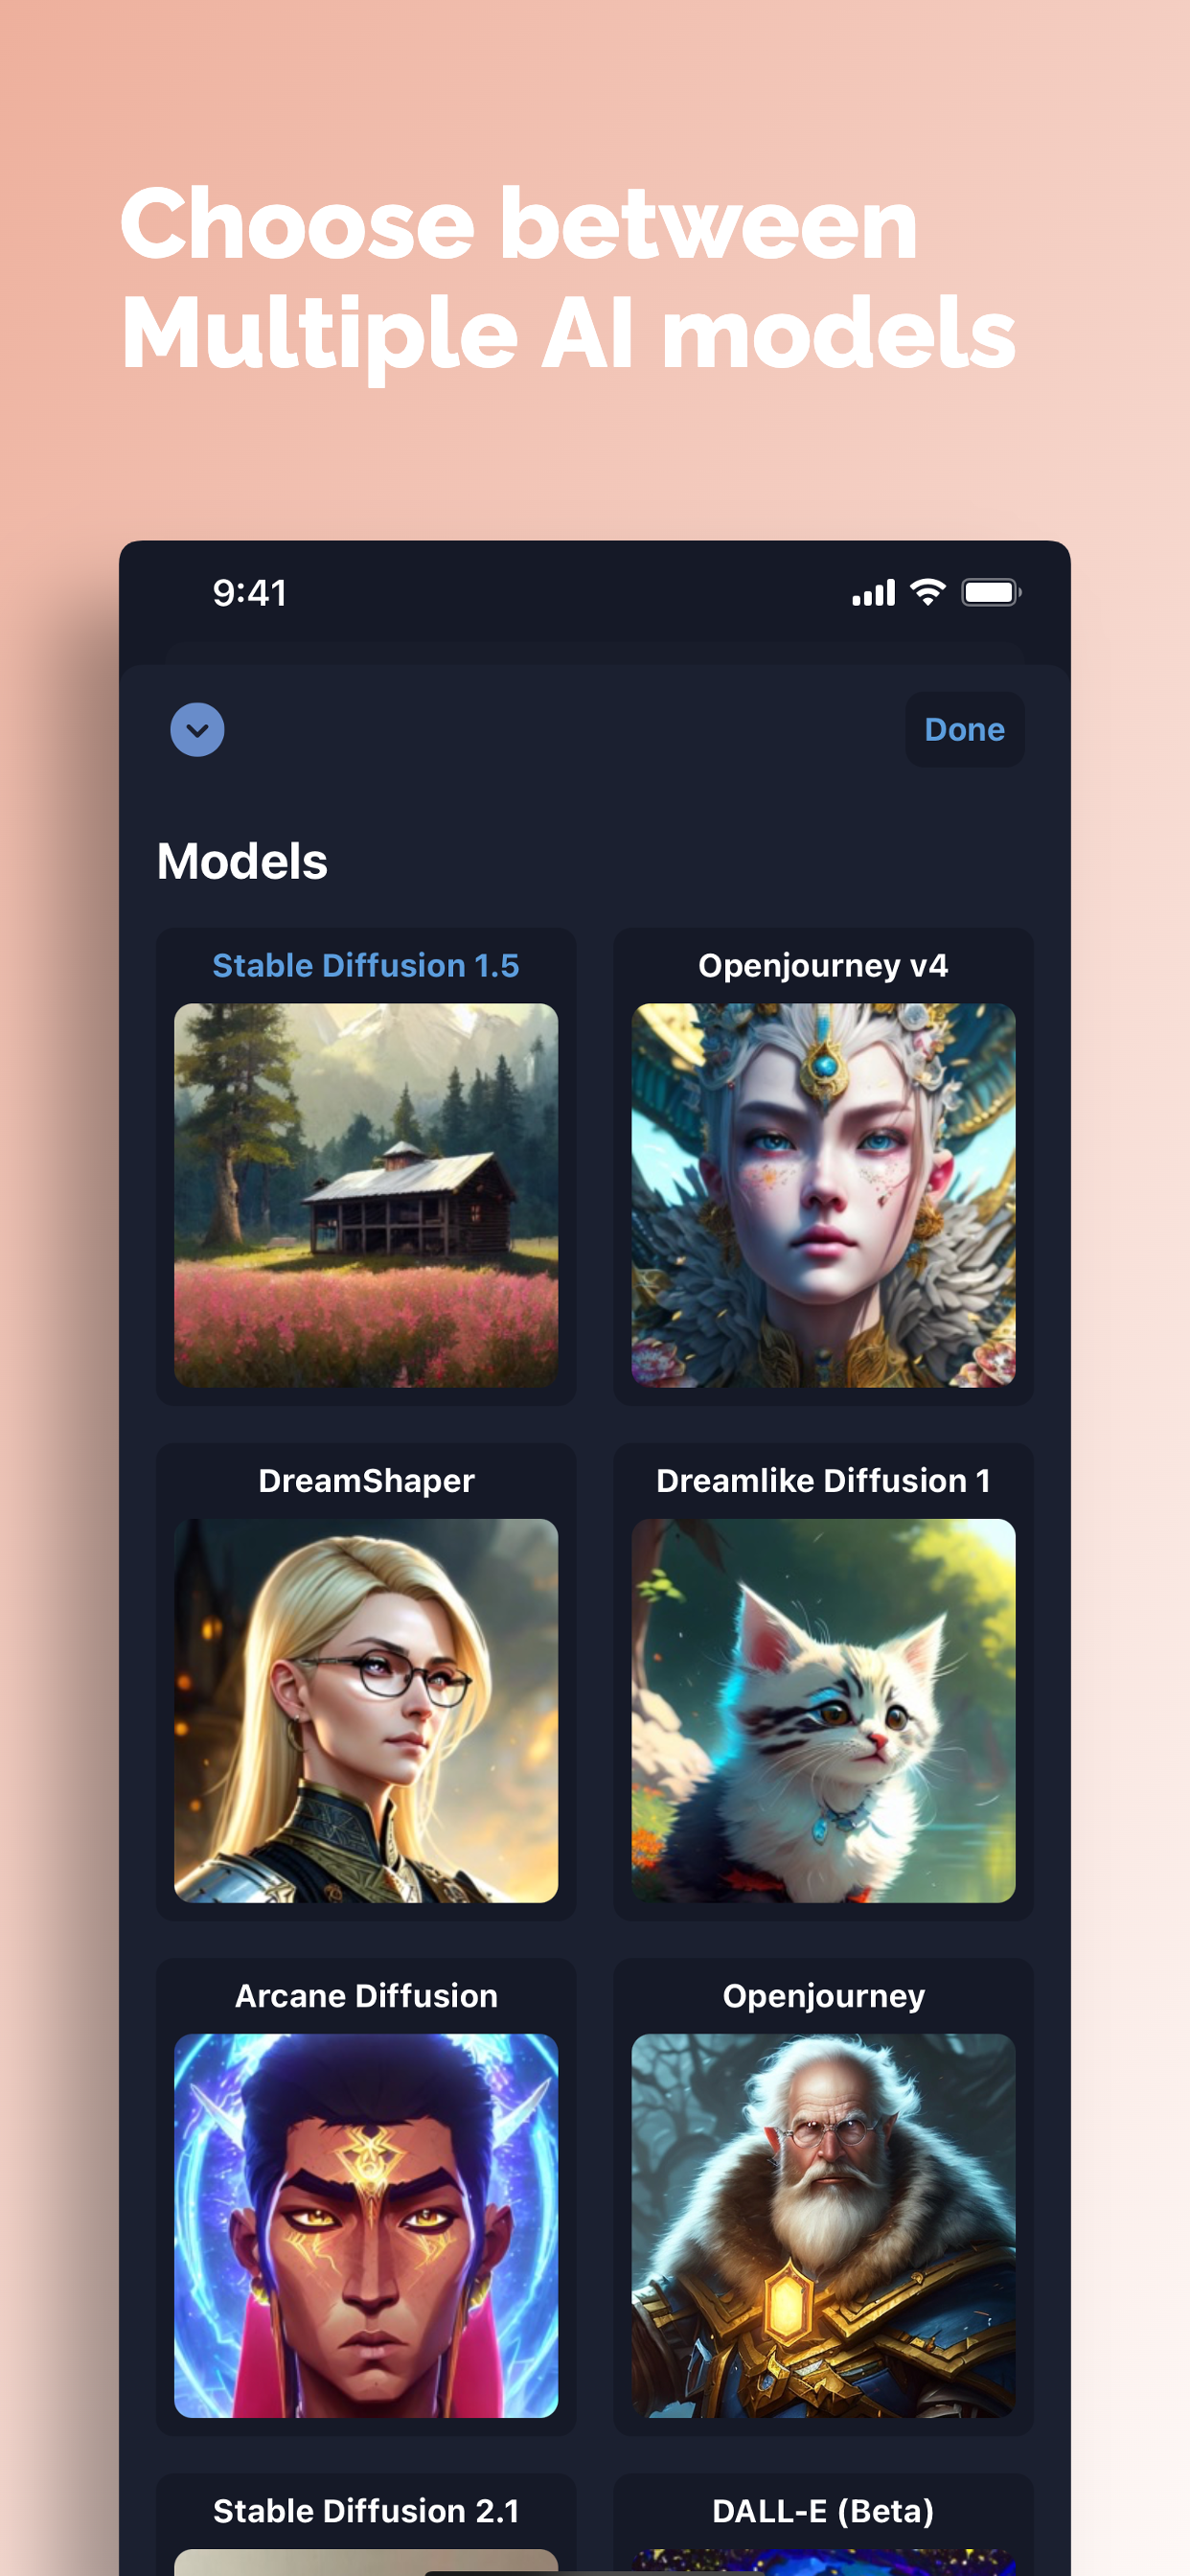 Choose between
Multiple AI models
9:41
Done
Models
Stable Diffusion 1.5
Openjourney v4
DreamShaper
Dreamlike Diffusion 1
Arcane Diffusion
Openjourney
Stable Diffusion 2.1
DALL-E (Beta)